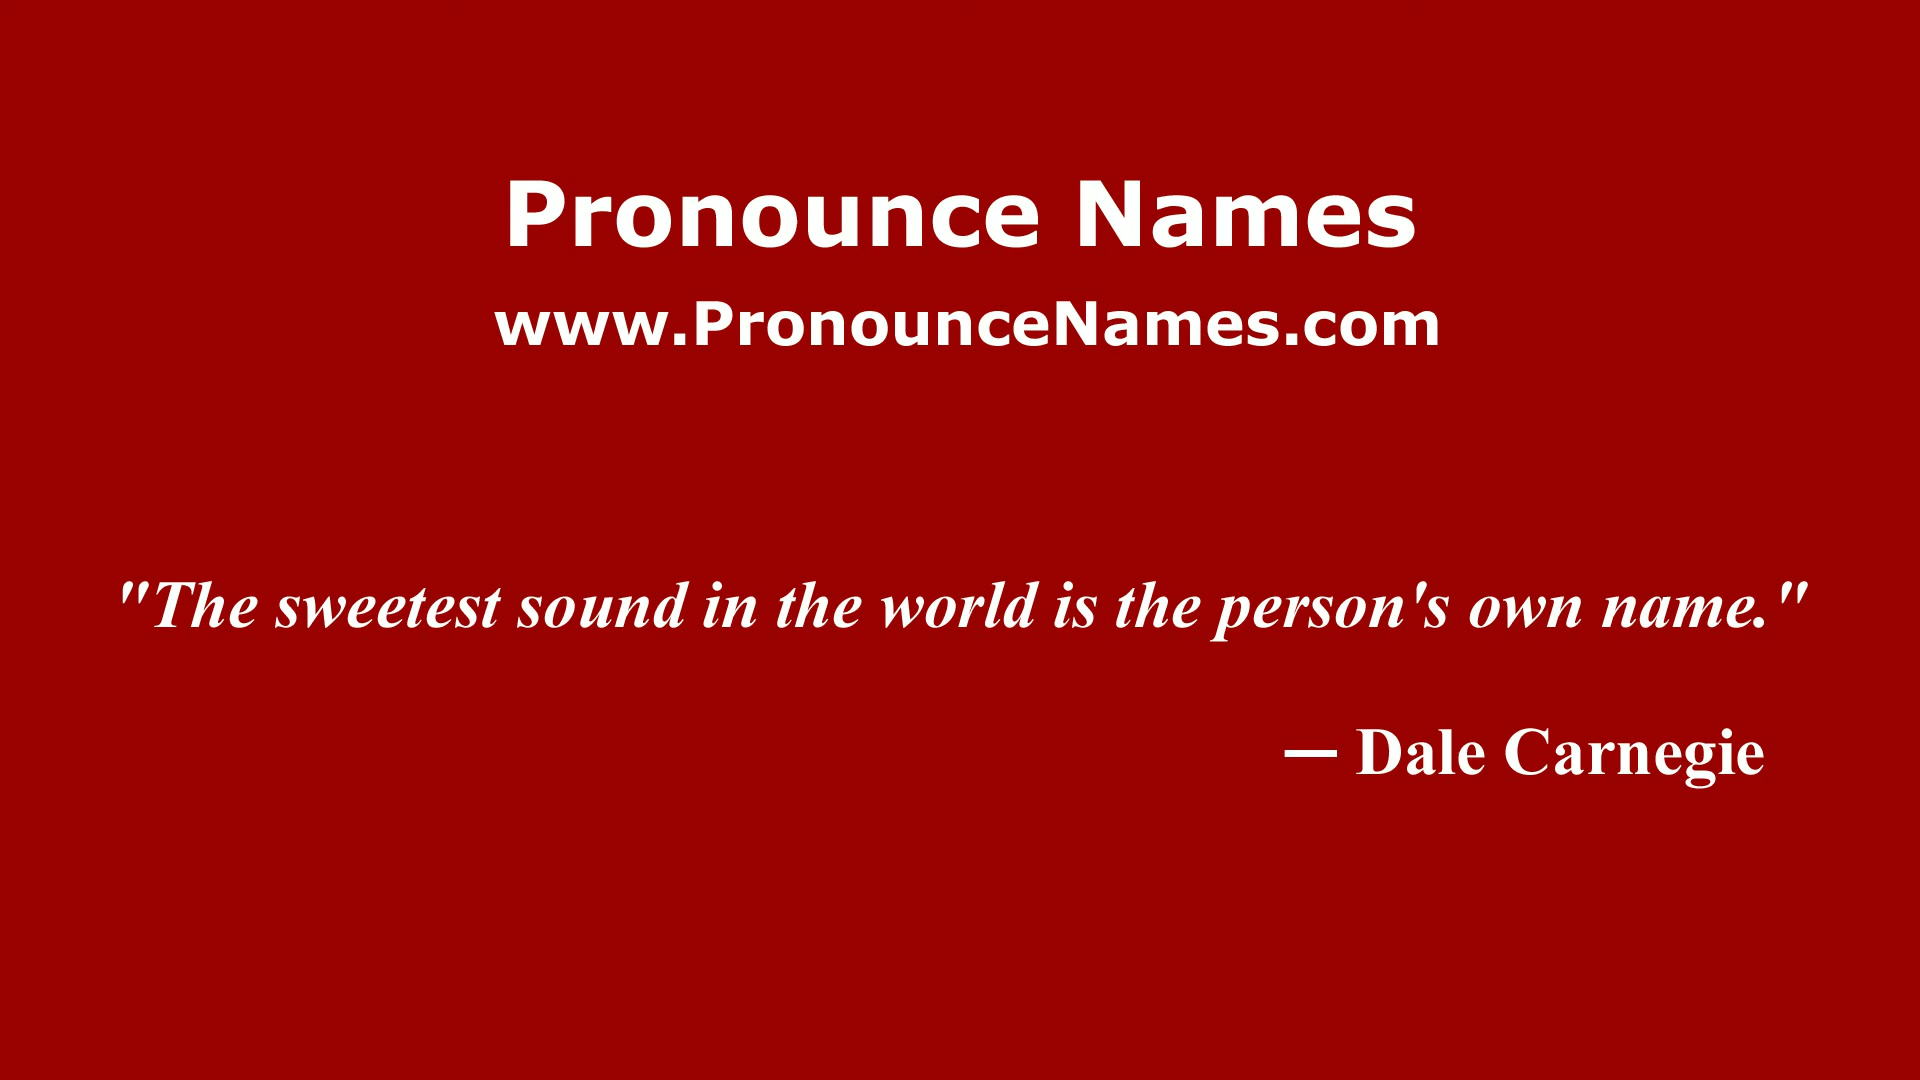 Pronounce Names
www.PronounceNames.com
"The sweetest sound in the world is the person's own name."
— Dale Carnegie